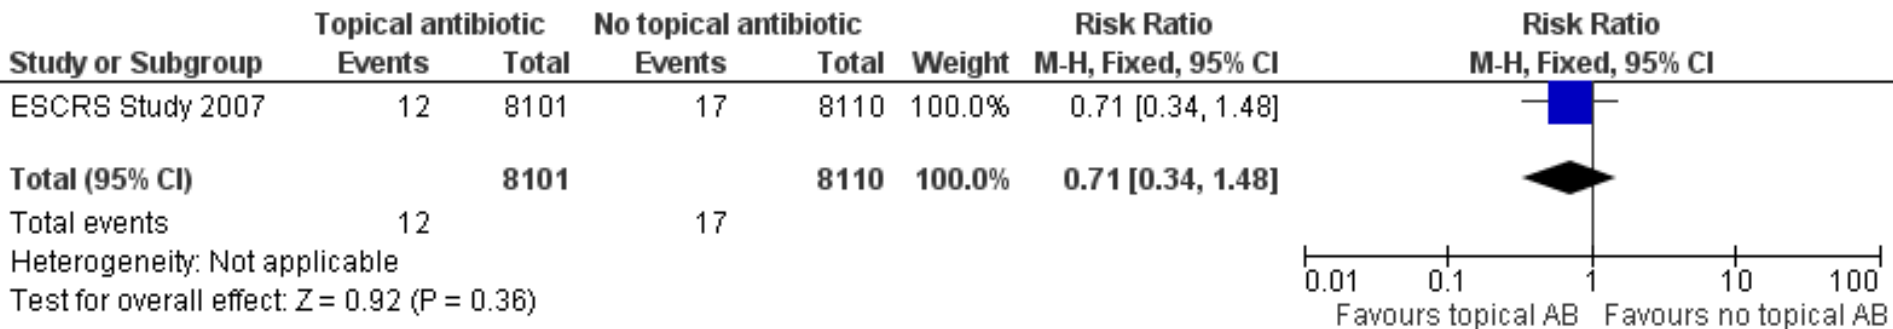 Topical antibiotic No topical antibiotic Risk Ratio Risk Ratio
Study or Subgroup Events Total Events Total Weight M-H, Fixed, 95% CI M-H, Fixed, 95% CI
ESCRS Study 2007 12 8101 17 8110 100.0% 0.71 [0.34, 1.48]
Total (95% CI) 8101 8110 100.0% 0.71 [0.34, 1.48]
Total events 12 17
Heterogeneity: Not applicable
Test for overall effect: Z = 0.92 (P = 0.36)
0.01 0.1 1 10 100
Favours topical AB Favours no topical AB